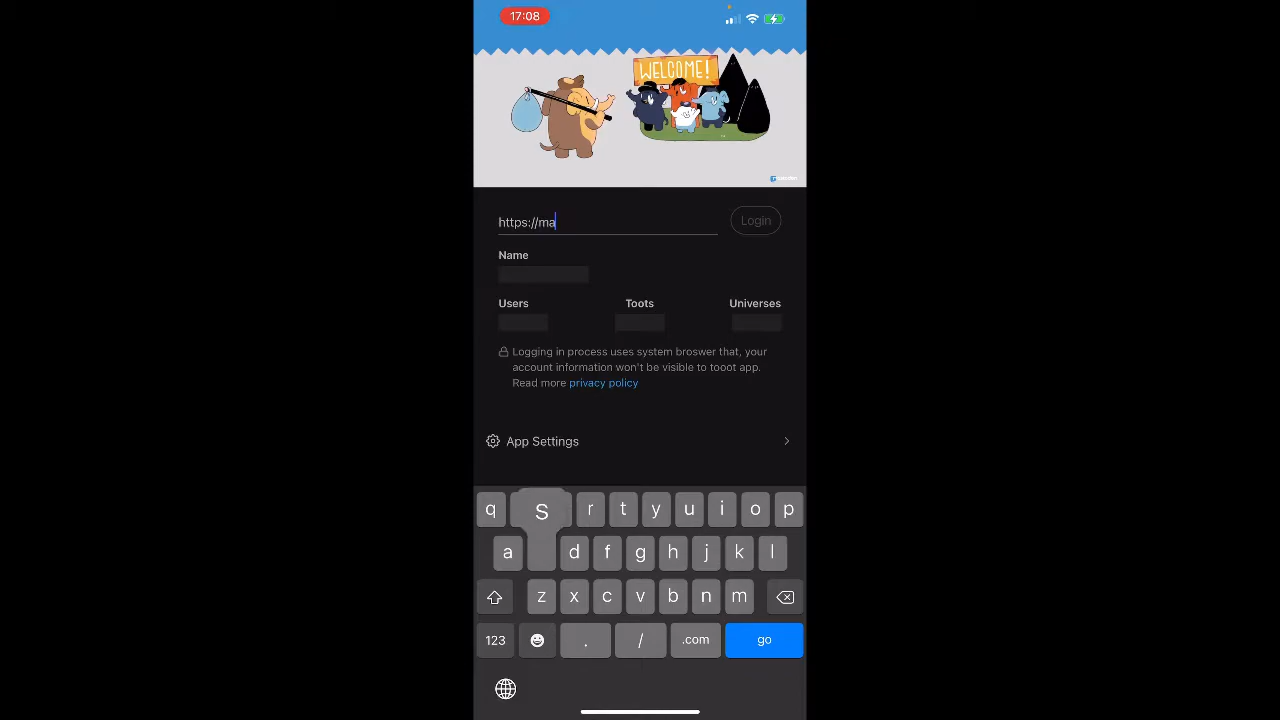 17:08
WELCOME!
https://ma
Login
Name
Users Toots Universes
Logging in process uses system broswer that, your
account information won't be visible to tooot app.
Read more privacy policy
App Settings
q S r t y u i o p
a d f g h j k l
z x c v b n m
123 . / .com go